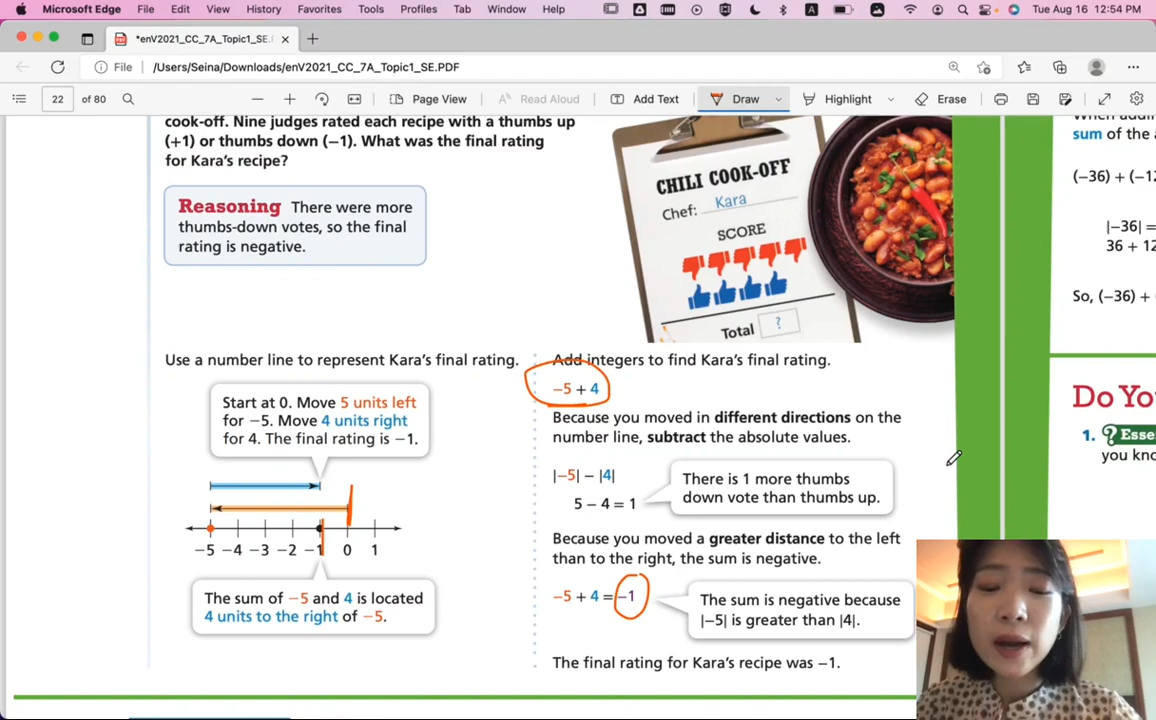 Microsoft Edge File Edit View History Favorites Tools Profiles Tab Window Help A Tue Aug 16 12:54 PM
*enV2021_CC_7A_Topic1_SE.
File /Users/Seina/Downloads/enV2021_CC_7A_Topic1_SE.PDF
22 of 80 Page View Read Aloud Add Text Draw Highlight Erase
cook-off. Nine judges rated each recipe with a thumbs up
(+1) or thumbs down (−1). What was the final rating
for Kara's recipe?
Reasoning There were more
thumbs-down votes, so the final
rating is negative.
CHILI COOK-OFF
Chef: Kara
SCORE
Total ?
Use a number line to represent Kara's final rating.
Start at 0. Move 5 units left
for −5. Move 4 units right
for 4. The final rating is −1.
−5 −4 −3 −2 −1 0 1
The sum of −5 and 4 is located
4 units to the right of −5.
Add integers to find Kara's final rating.
−5 + 4
Because you moved in different directions on the
number line, subtract the absolute values.
|−5| − |4|
5 − 4 = 1
There is 1 more thumbs
down vote than thumbs up.
Because you moved a greater distance to the left
than to the right, the sum is negative.
−5 + 4 = −1
The sum is negative because
|−5| is greater than |4|.
The final rating for Kara's recipe was −1.
sum of the
(−36) + (−12
|−36| =
36 + 12
So, (−36) +
Do Yo
1. ? Esse
you kno